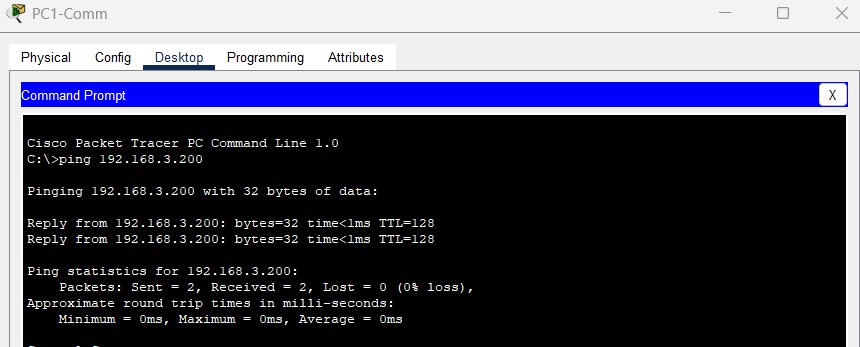 PC1-Comm
Physical Config Desktop Programming Attributes
Command Prompt X
Cisco Packet Tracer PC Command Line 1.0
C:\>ping 192.168.3.200
Pinging 192.168.3.200 with 32 bytes of data:
Reply from 192.168.3.200: bytes=32 time<1ms TTL=128
Reply from 192.168.3.200: bytes=32 time<1ms TTL=128
Ping statistics for 192.168.3.200:
Packets: Sent = 2, Received = 2, Lost = 0 (0% loss),
Approximate round trip times in milli-seconds:
Minimum = 0ms, Maximum = 0ms, Average = 0ms